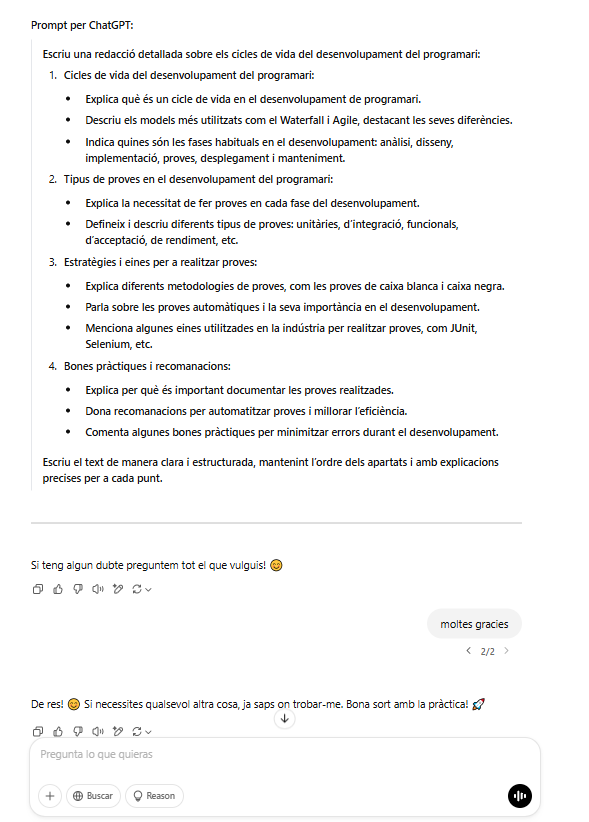 Prompt per ChatGPT:
Escriu una redacció detallada sobre els cicles de vida del desenvolupament del programari:
1. Cicles de vida del desenvolupament del programari:
• Explica què és un cicle de vida en el desenvolupament de programari.
• Descriu els models més utilitzats com el Waterfall i Agile, destacant les seves diferències.
• Indica quines són les fases habituals en el desenvolupament: anàlisi, disseny,
implementació, proves, desplegament i manteniment.
2. Tipus de proves en el desenvolupament del programari:
• Explica la necessitat de fer proves en cada fase del desenvolupament.
• Defineix i descriu diferents tipus de proves: unitàries, d'integració, funcionals,
d'acceptació, de rendiment, etc.
3. Estratègies i eines per a realitzar proves:
• Explica diferents metodologies de proves, com les proves de caixa blanca i caixa negra.
• Parla sobre les proves automàtiques i la seva importància en el desenvolupament.
• Menciona algunes eines utilitzades en la indústria per realitzar proves, com JUnit,
Selenium, etc.
4. Bones pràctiques i recomanacions:
• Explica per què és important documentar les proves realitzades.
• Dona recomanacions per automatitzar proves i millorar l'eficiència.
• Comenta algunes bones pràctiques per minimitzar errors durant el desenvolupament.
Escriu el text de manera clara i estructurada, mantenint l'ordre dels apartats i amb explicacions
precises per a cada punt.
Si teng algun dubte preguntem tot el que vulguis! 😊
moltes gracies
2/2
De res! 😊 Si necessites qualsevol altra cosa, ja saps on trobar-me. Bona sort amb la pràctica! 🚀
Pregunta lo que quieras
Buscar
Reason